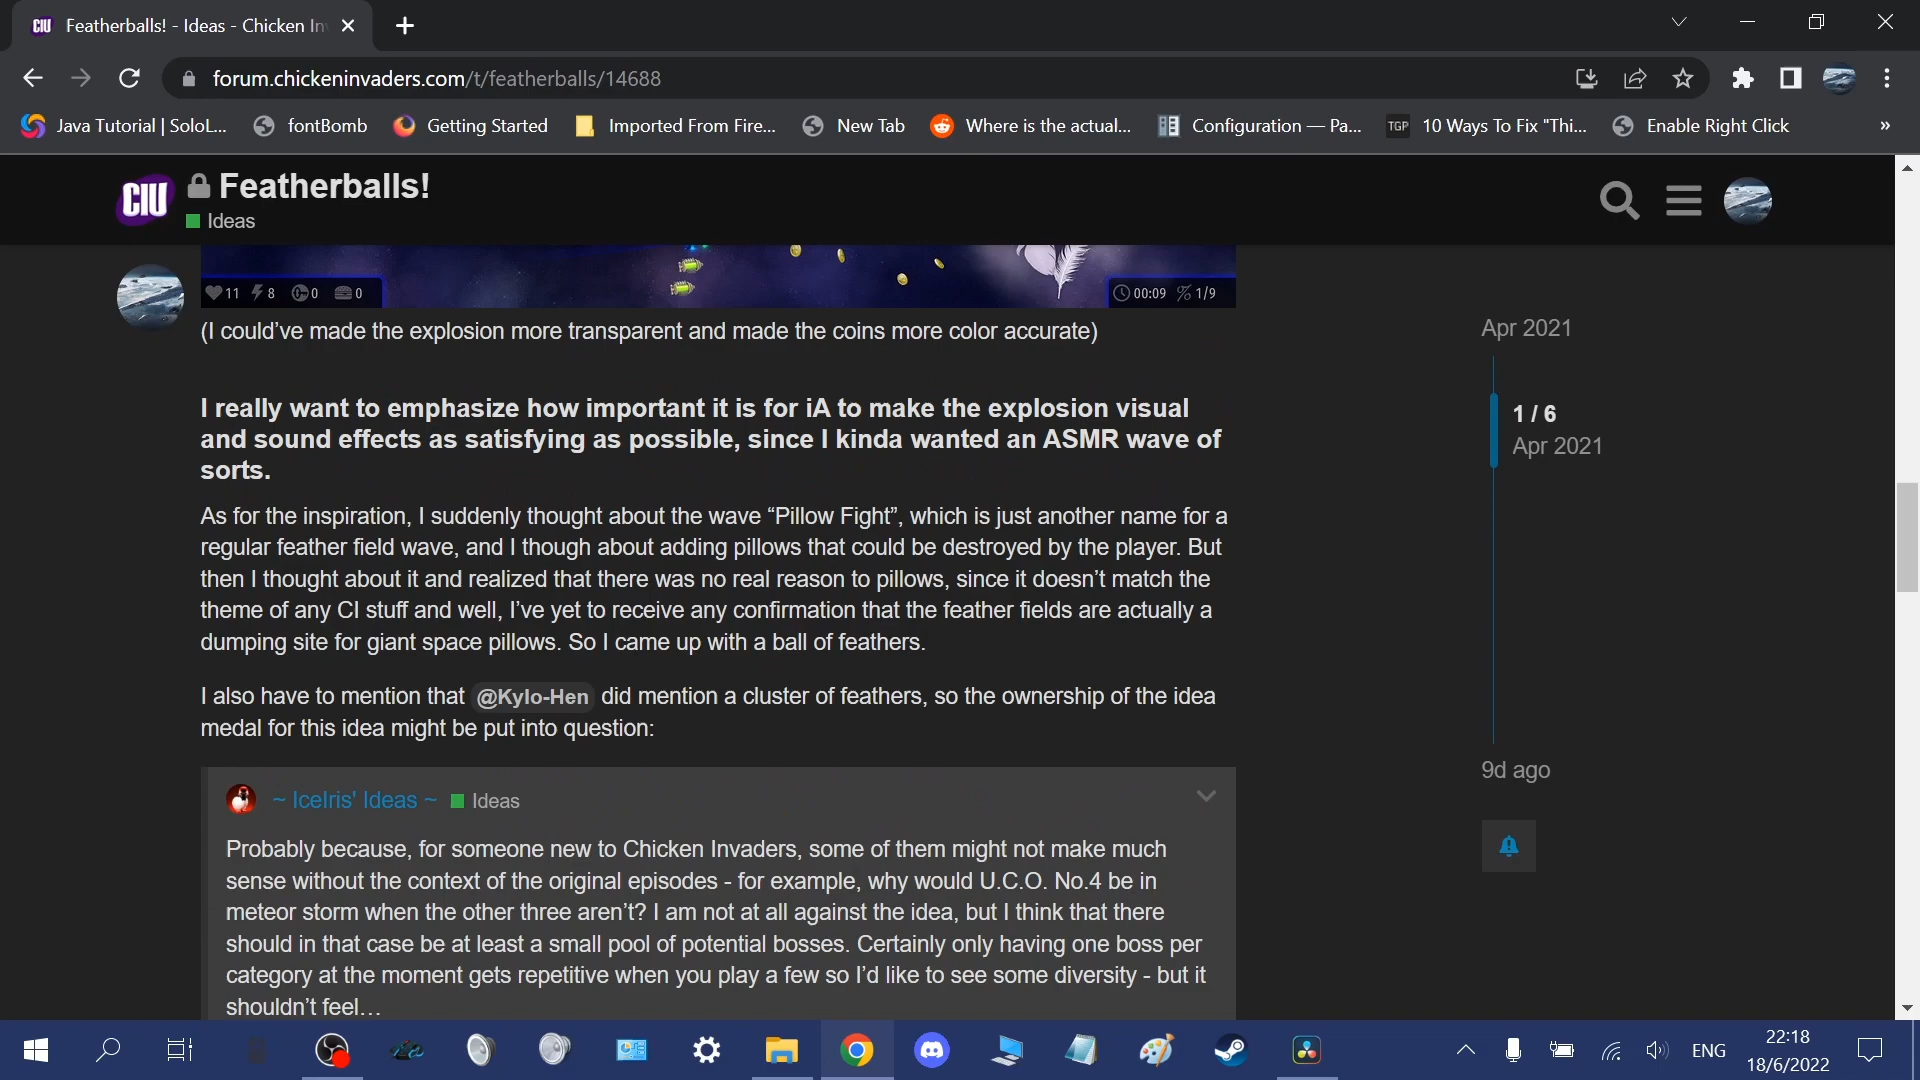 CIU Featherballs! - Ideas - Chicken In
forum.chickeninvaders.com/t/featherballs/14688
Java Tutorial | SoloL... fontBomb Getting Started Imported From Fire... New Tab Where is the actual... Configuration — Pa... TGP 10 Ways To Fix "Thi... Enable Right Click »
CIU Featherballs!
Ideas
11 8 0 0 00:09 1/9
(I could've made the explosion more transparent and made the coins more color accurate)
Apr 2021
I really want to emphasize how important it is for iA to make the explosion visual
and sound effects as satisfying as possible, since I kinda wanted an ASMR wave of
sorts.
1 / 6
Apr 2021
As for the inspiration, I suddenly thought about the wave “Pillow Fight”, which is just another name for a
regular feather field wave, and I though about adding pillows that could be destroyed by the player. But
then I thought about it and realized that there was no real reason to pillows, since it doesn't match the
theme of any CI stuff and well, I've yet to receive any confirmation that the feather fields are actually a
dumping site for giant space pillows. So I came up with a ball of feathers.
I also have to mention that @Kylo-Hen did mention a cluster of feathers, so the ownership of the idea
medal for this idea might be put into question:
9d ago
~ IceIris' Ideas ~ Ideas
Probably because, for someone new to Chicken Invaders, some of them might not make much
sense without the context of the original episodes - for example, why would U.C.O. No.4 be in
meteor storm when the other three aren't? I am not at all against the idea, but I think that there
should in that case be at least a small pool of potential bosses. Certainly only having one boss per
category at the moment gets repetitive when you play a few so I'd like to see some diversity - but it
shouldn't feel…
ENG
22:18
18/6/2022